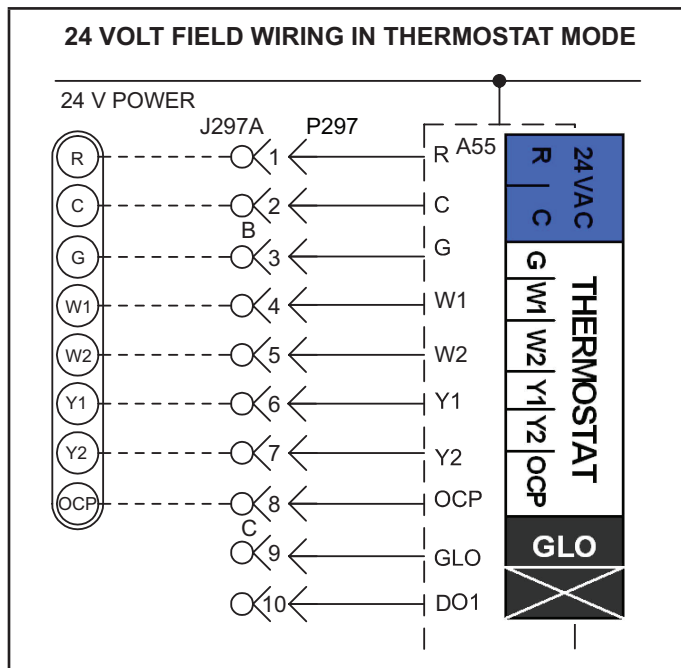 24 VOLT FIELD WIRING IN THERMOSTAT MODE
24 V POWER
J297A P297
R 1 R A55
C 2 C
B
G 3 G
W1 4 W1
W2 5 W2
Y1 6 Y1
Y2 7 Y2
OCP 8 OCP
C
9 GLO
10 DO1
24 VAC
R C
THERMOSTAT
G W1 W2 Y1 Y2 OCP
GLO